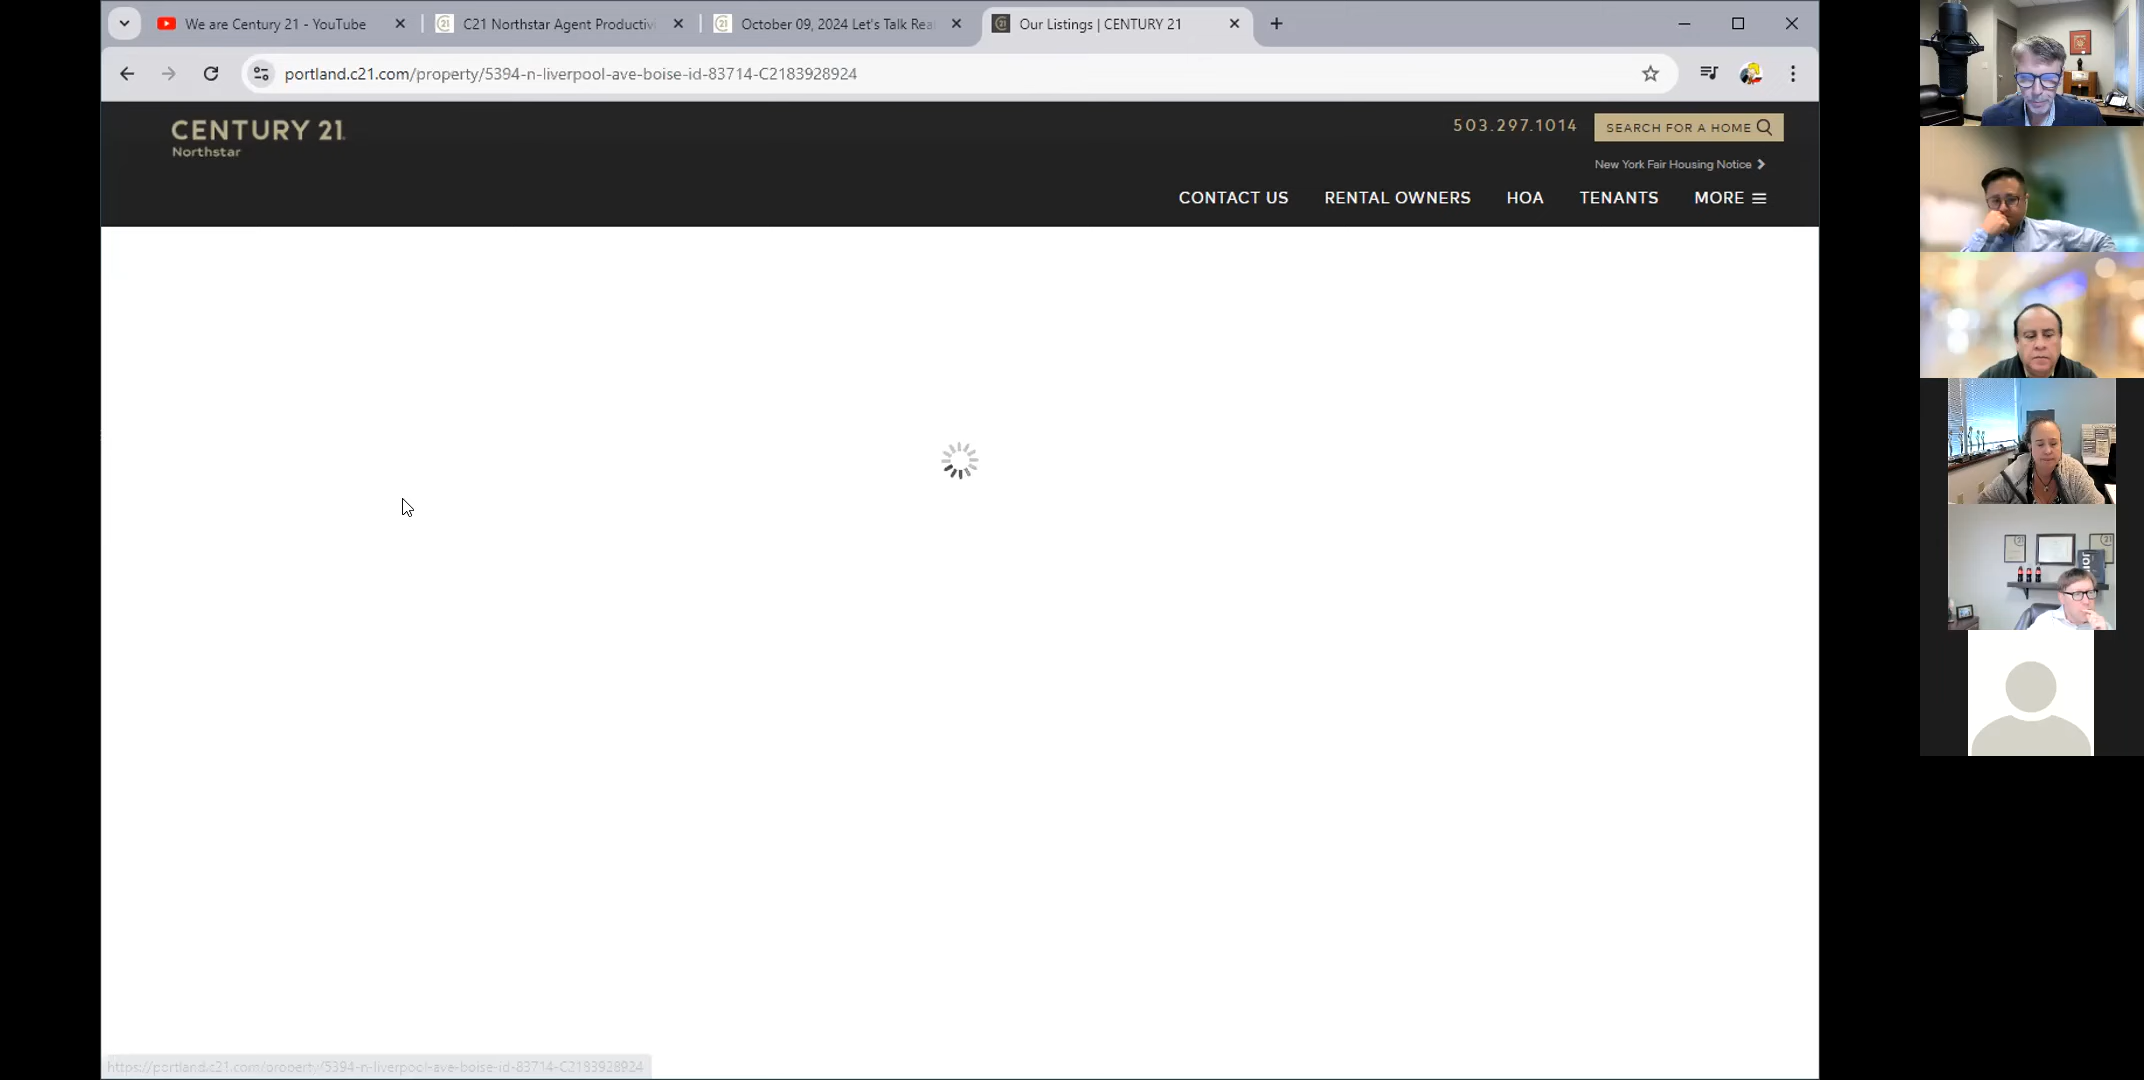 We are Century 21 - YouTube
C21 Northstar Agent Productivi
October 09, 2024 Let's Talk Rea
Our Listings | CENTURY 21
portland.c21.com/property/5394-n-liverpool-ave-boise-id-83714-C2183928924
CENTURY 21
Northstar
503.297.1014
SEARCH FOR A HOME
New York Fair Housing Notice
CONTACT US
RENTAL OWNERS
HOA
TENANTS
MORE
https://portland.c21.com/property/5394-n-liverpool-ave-boise-id-83714-C2183928924